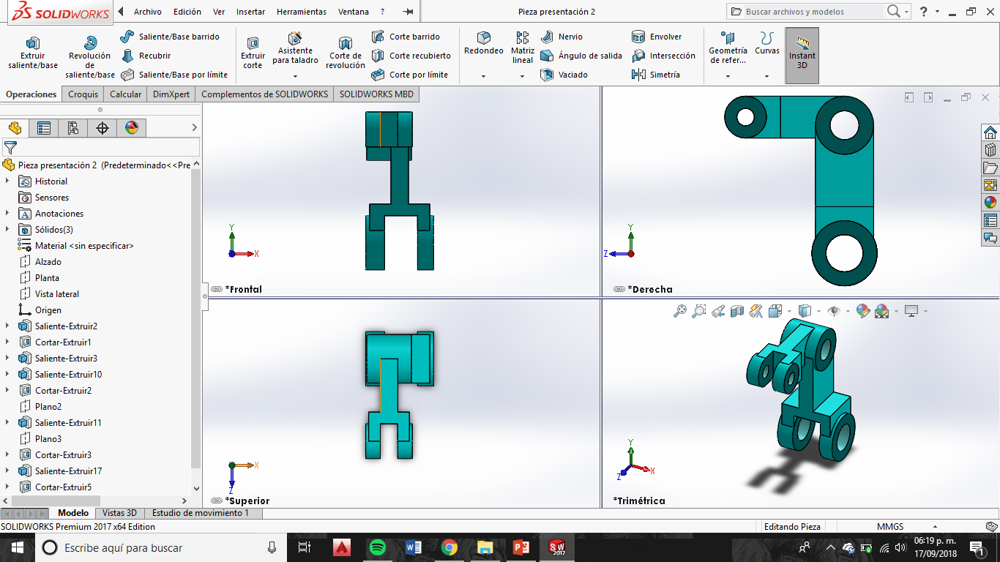 SOLIDWORKS
Archivo Edición Ver Insertar Herramientas Ventana ?
Pieza presentación 2
Buscar archivos y modelos
?
Extruir saliente/base
Revolución de saliente/base
Saliente/Base barrido
Recubrir
Saliente/Base por límite
Extruir corte
Asistente para taladro
Corte de revolución
Corte barrido
Corte recubierto
Corte por límite
Redondeo
Matriz lineal
Nervio
Ángulo de salida
Vaciado
Envolver
Intersección
Simetría
Geometría de refer...
Curvas
Instant 3D
Operaciones Croquis Calcular DimXpert Complementos de SOLIDWORKS SOLIDWORKS MBD
Pieza presentación 2 (Predeterminado<<Pre
Historial
Sensores
Anotaciones
Sólidos(3)
Material <sin especificar>
Alzado
Planta
Vista lateral
Origen
Saliente-Extruir2
Cortar-Extruir1
Saliente-Extruir3
Saliente-Extruir10
Cortar-Extruir2
Plano2
Saliente-Extruir11
Plano3
Cortar-Extruir3
Saliente-Extruir17
Cortar-Extruir5
Y
X
*Frontal
Y
Z
*Derecha
X
Z
*Superior
Y
X
Z
*Trimétrica
Modelo Vistas 3D Estudio de movimiento 1
SOLIDWORKS Premium 2017 x64 Edition
Editando Pieza
MMGS
Escribe aquí para buscar
SW
2017
06:19 p. m.
17/09/2018
1